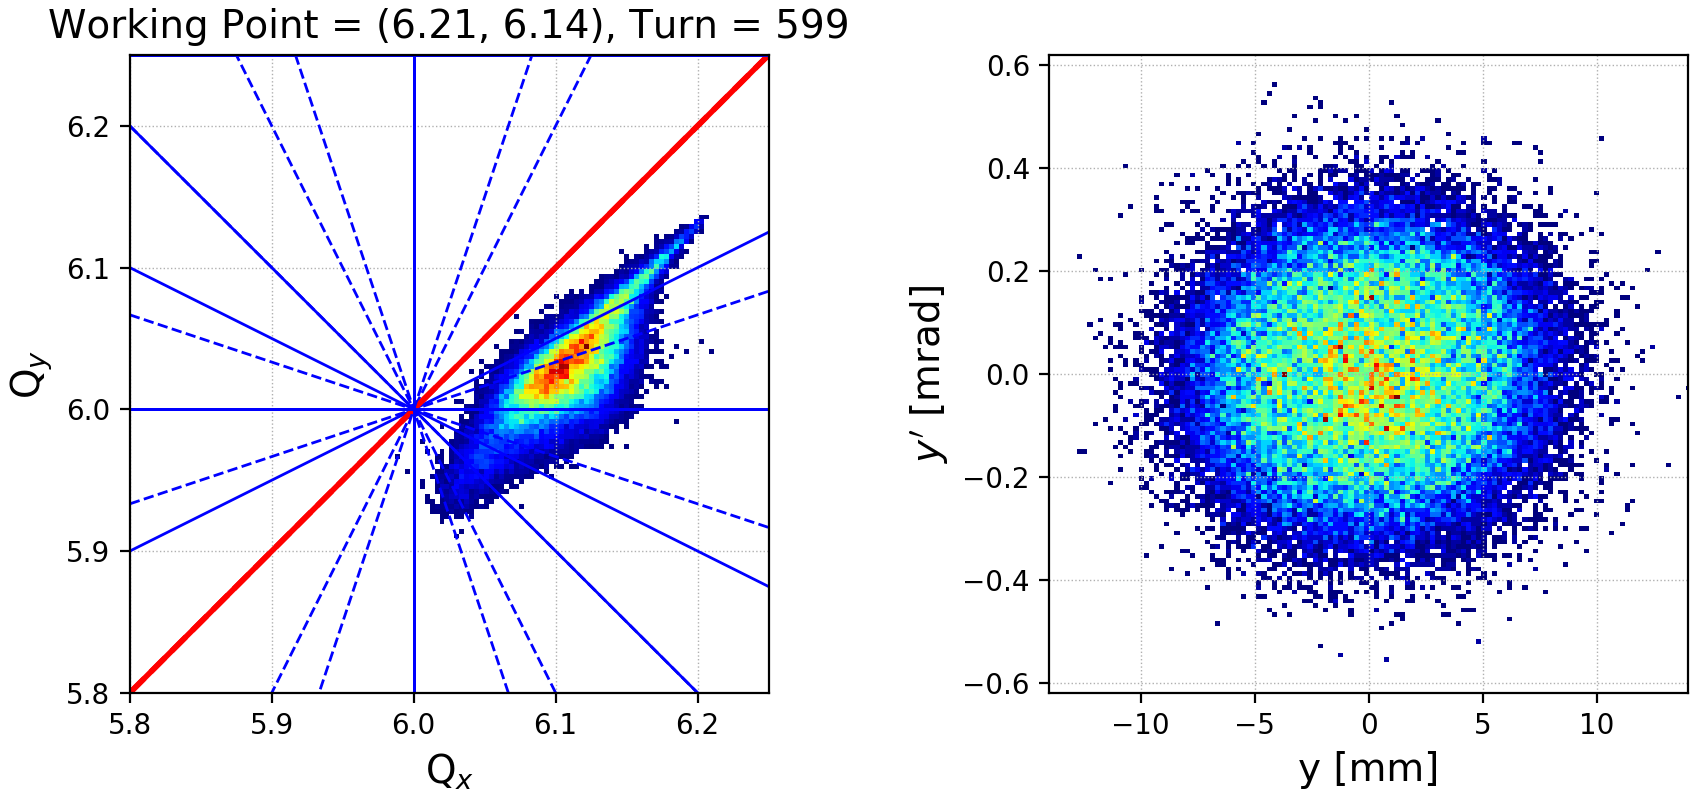 Working Point = (6.21, 6.14), Turn = 599
6.2
6.1
6.0
5.9
5.8
Q_y
5.8 5.9 6.0 6.1 6.2
Q_x
0.6
0.4
0.2
0.0
−0.2
−0.4
−0.6
y′ [mrad]
−10 −5 0 5 10
y [mm]